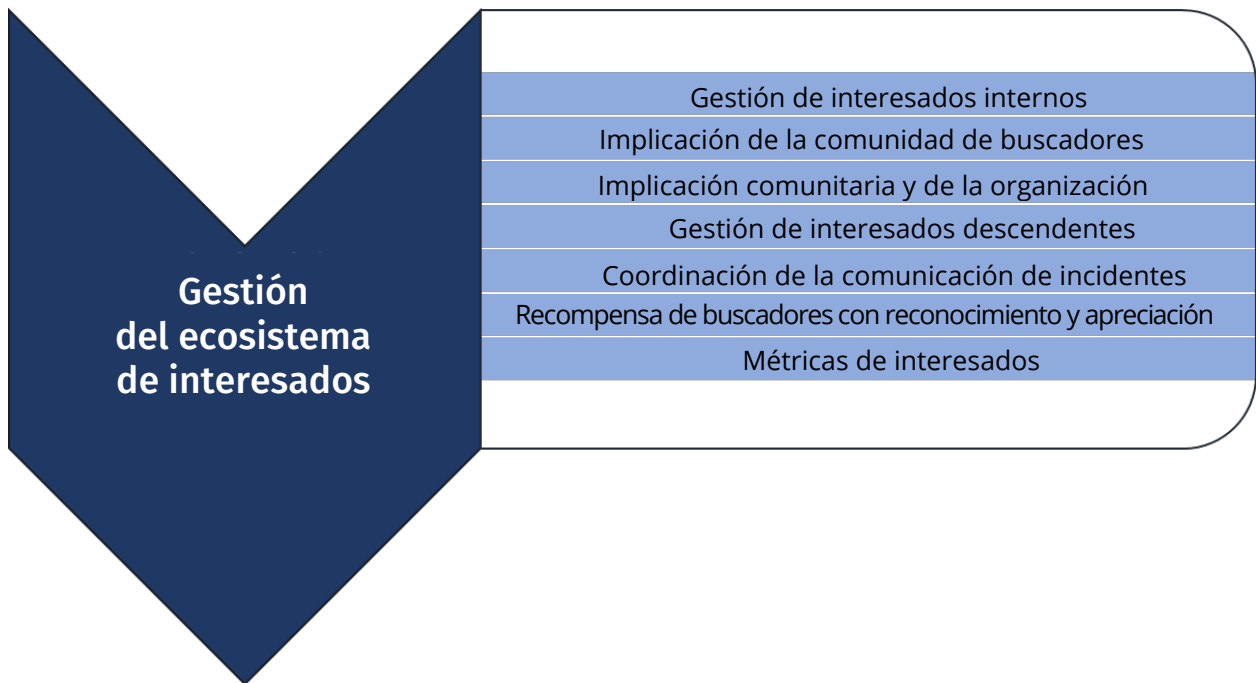 Gestión
del ecosistema
de interesados
Gestión de interesados internos
Implicación de la comunidad de buscadores
Implicación comunitaria y de la organización
Gestión de interesados descendentes
Coordinación de la comunicación de incidentes
Recompensa de buscadores con reconocimiento y apreciación
Métricas de interesados